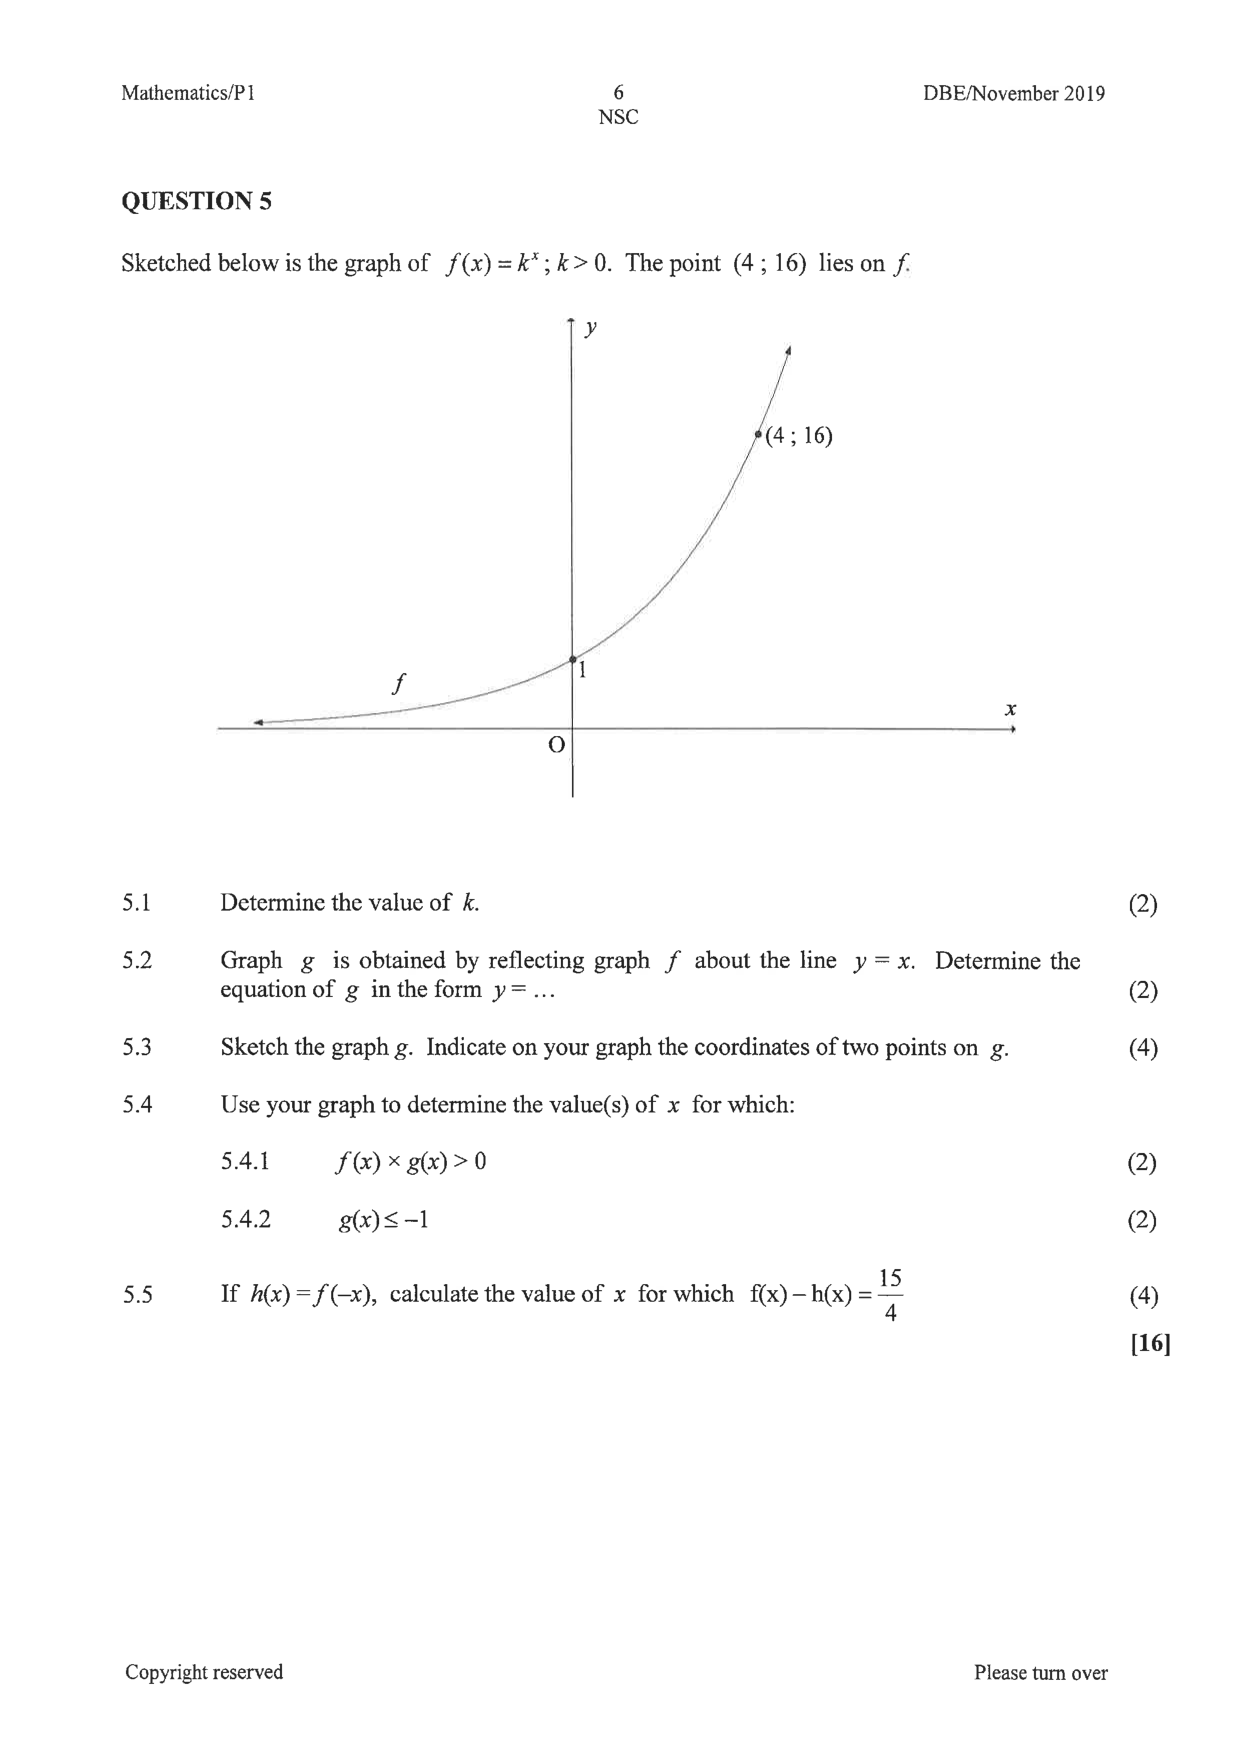 Mathematics/P1 6 DBE/November 2019
NSC
QUESTION 5
Sketched below is the graph of f(x) = kˣ ; k > 0. The point (4 ; 16) lies on f.
y
(4 ; 16)
1
f
x
O
5.1 Determine the value of k. (2)
5.2 Graph g is obtained by reflecting graph f about the line y = x. Determine the
equation of g in the form y = ... (2)
5.3 Sketch the graph g. Indicate on your graph the coordinates of two points on g. (4)
5.4 Use your graph to determine the value(s) of x for which:
5.4.1 f(x) × g(x) > 0 (2)
5.4.2 g(x) ≤ –1 (2)
5.5 If h(x) = f(–x), calculate the value of x for which f(x) – h(x) = 15/4 (4)
[16]
Copyright reserved Please turn over